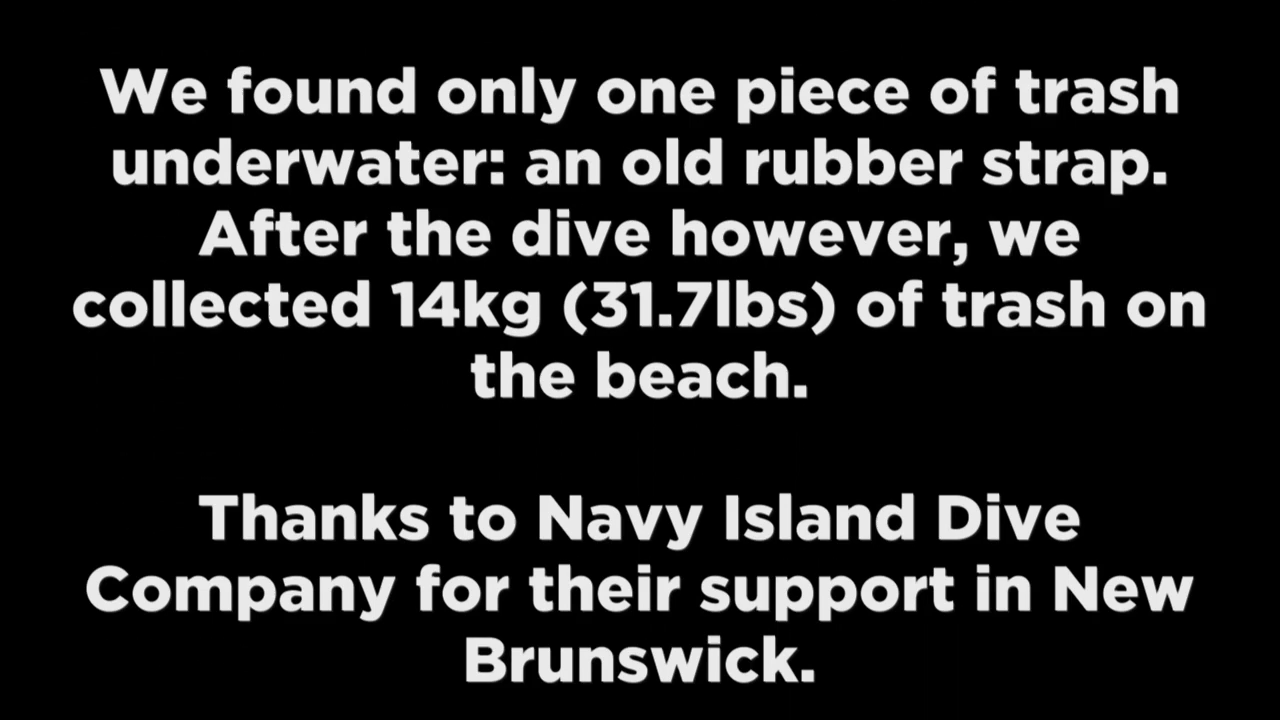 We found only one piece of trash
underwater: an old rubber strap.
After the dive however, we
collected 14kg (31.7lbs) of trash on
the beach.
Thanks to Navy Island Dive
Company for their support in New
Brunswick.